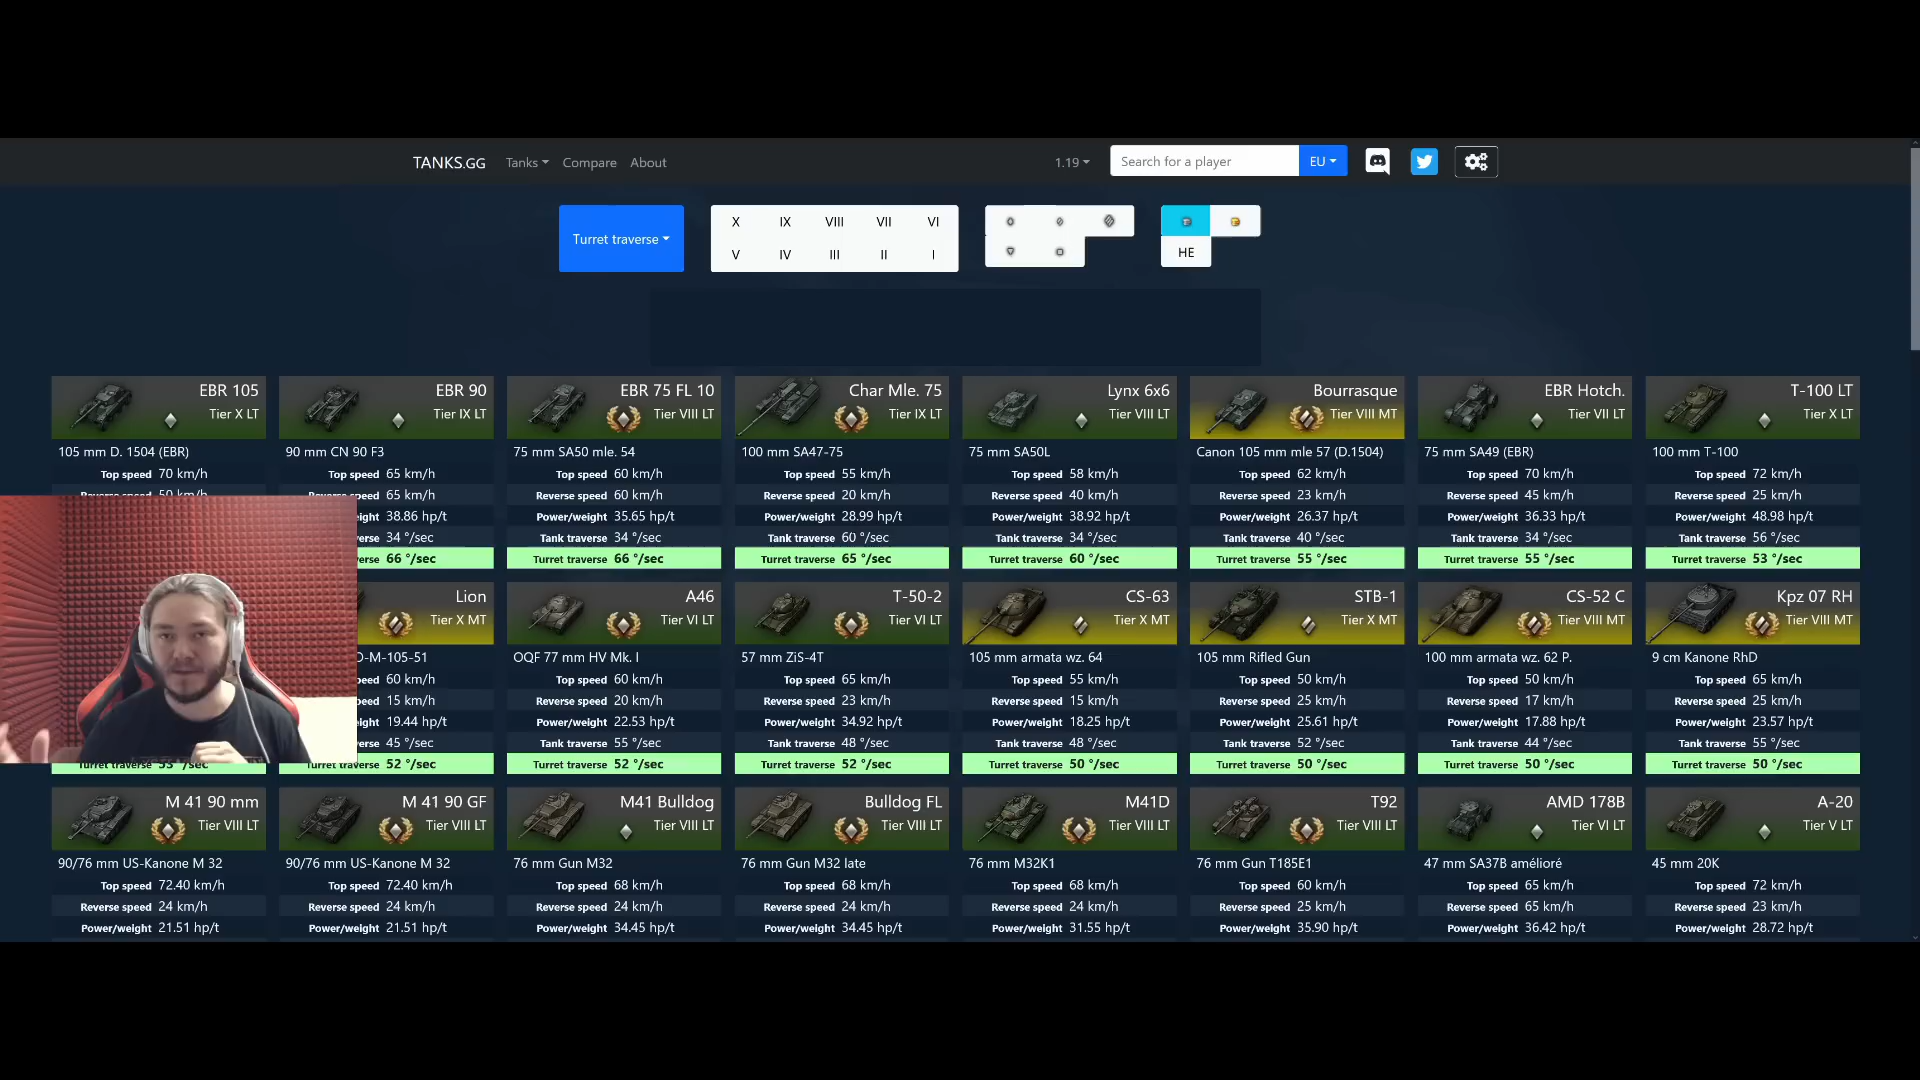 TANKS.GG Tanks Compare About 1.19 Search for a player EU
Turret traverse
X IX VIII VII VI
V IV III II I
HE
EBR 105 EBR 90 EBR 75 FL 10 Char Mle. 75 Lynx 6x6 Bourrasque EBR Hotch. T-100 LT
Tier X LT Tier IX LT Tier VIII LT Tier IX LT Tier VIII LT Tier VIII MT Tier VII LT Tier X LT
105 mm D. 1504 (EBR) 90 mm CN 90 F3 75 mm SA50 mle. 54 100 mm SA47-75 75 mm SA50L Canon 105 mm mle 57 (D.1504) 75 mm SA49 (EBR) 100 mm T-100
Top speed 70 km/h Top speed 65 km/h Top speed 60 km/h Top speed 55 km/h Top speed 58 km/h Top speed 62 km/h Top speed 70 km/h Top speed 72 km/h
Reverse speed 50 km/h Reverse speed 65 km/h Reverse speed 60 km/h Reverse speed 20 km/h Reverse speed 40 km/h Reverse speed 23 km/h Reverse speed 45 km/h Reverse speed 25 km/h
eight 38.86 hp/t Power/weight 35.65 hp/t Power/weight 28.99 hp/t Power/weight 38.92 hp/t Power/weight 26.37 hp/t Power/weight 36.33 hp/t Power/weight 48.98 hp/t
verse 34 °/sec Tank traverse 34 °/sec Tank traverse 60 °/sec Tank traverse 34 °/sec Tank traverse 40 °/sec Tank traverse 34 °/sec Tank traverse 56 °/sec
verse 66 °/sec Turret traverse 66 °/sec Turret traverse 65 °/sec Turret traverse 60 °/sec Turret traverse 55 °/sec Turret traverse 55 °/sec Turret traverse 53 °/sec
Lion A46 T-50-2 CS-63 STB-1 CS-52 C Kpz 07 RH
Tier X MT Tier VI LT Tier VI LT Tier X MT Tier X MT Tier VIII MT Tier VIII MT
D-M-105-51 OQF 77 mm HV Mk. I 57 mm ZiS-4T 105 mm armata wz. 64 105 mm Rifled Gun 100 mm armata wz. 62 P. 9 cm Kanone RhD
eed 60 km/h Top speed 60 km/h Top speed 65 km/h Top speed 55 km/h Top speed 50 km/h Top speed 50 km/h Top speed 65 km/h
eed 15 km/h Reverse speed 20 km/h Reverse speed 23 km/h Reverse speed 15 km/h Reverse speed 25 km/h Reverse speed 17 km/h Reverse speed 25 km/h
eight 19.44 hp/t Power/weight 22.53 hp/t Power/weight 34.92 hp/t Power/weight 18.25 hp/t Power/weight 25.61 hp/t Power/weight 17.88 hp/t Power/weight 23.57 hp/t
verse 45 °/sec Tank traverse 55 °/sec Tank traverse 48 °/sec Tank traverse 48 °/sec Tank traverse 52 °/sec Tank traverse 44 °/sec Tank traverse 55 °/sec
Turret traverse 53 °/sec Turret traverse 52 °/sec Turret traverse 52 °/sec Turret traverse 52 °/sec Turret traverse 50 °/sec Turret traverse 50 °/sec Turret traverse 50 °/sec Turret traverse 50 °/sec
M 41 90 mm M 41 90 GF M41 Bulldog Bulldog FL M41D T92 AMD 178B A-20
Tier VIII LT Tier VIII LT Tier VIII LT Tier VIII LT Tier VIII LT Tier VIII LT Tier VI LT Tier V LT
90/76 mm US-Kanone M 32 90/76 mm US-Kanone M 32 76 mm Gun M32 76 mm Gun M32 late 76 mm M32K1 76 mm Gun T185E1 47 mm SA37B amélioré 45 mm 20K
Top speed 72.40 km/h Top speed 72.40 km/h Top speed 68 km/h Top speed 68 km/h Top speed 68 km/h Top speed 60 km/h Top speed 65 km/h Top speed 72 km/h
Reverse speed 24 km/h Reverse speed 24 km/h Reverse speed 24 km/h Reverse speed 24 km/h Reverse speed 24 km/h Reverse speed 25 km/h Reverse speed 65 km/h Reverse speed 23 km/h
Power/weight 21.51 hp/t Power/weight 21.51 hp/t Power/weight 34.45 hp/t Power/weight 34.45 hp/t Power/weight 31.55 hp/t Power/weight 35.90 hp/t Power/weight 36.42 hp/t Power/weight 28.72 hp/t